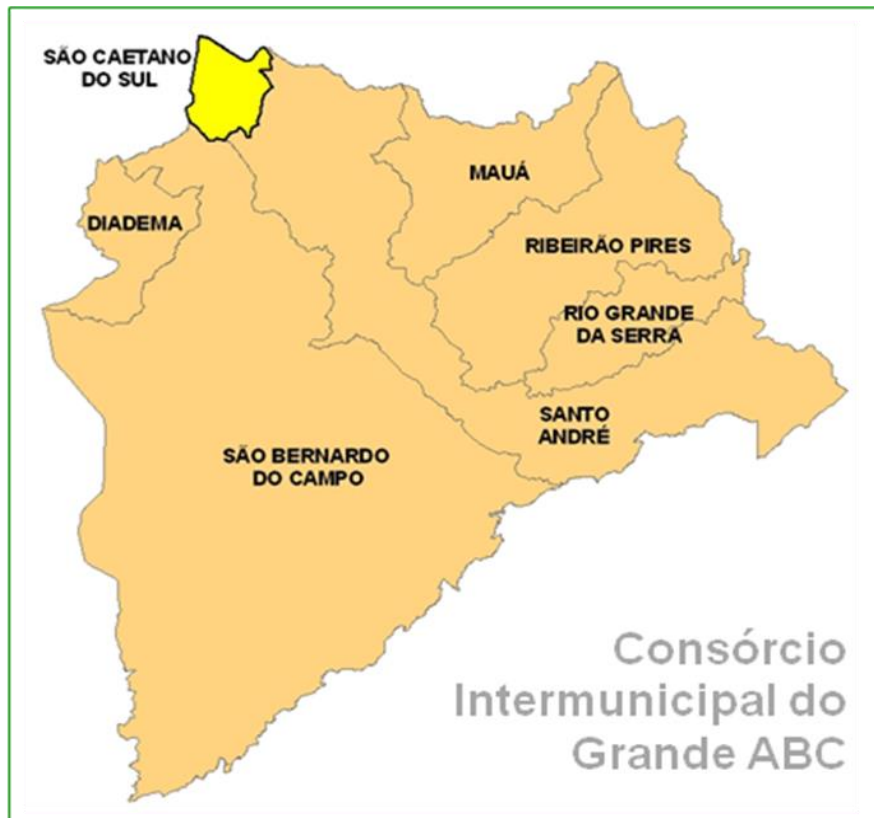 SÃO CAETANO
DO SUL
MAUÁ
DIADEMA
RIBEIRÃO PIRES
RIO GRANDE
DA SERRA
SANTO
ANDRÉ
SÃO BERNARDO
DO CAMPO
Consórcio
Intermunicipal do
Grande ABC